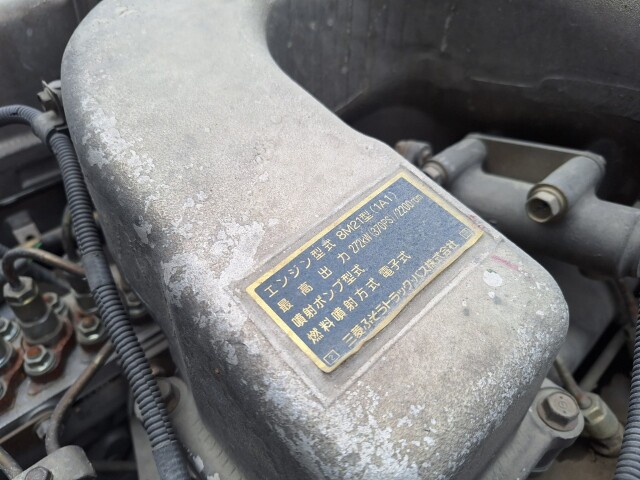 エンジン型式 8M21型(1A1)
最高出力 272kW(370PS)/2200rpm
噴射ポンプ型式
燃料噴射方式 電子式
三菱ふそうトラック・バス株式会社